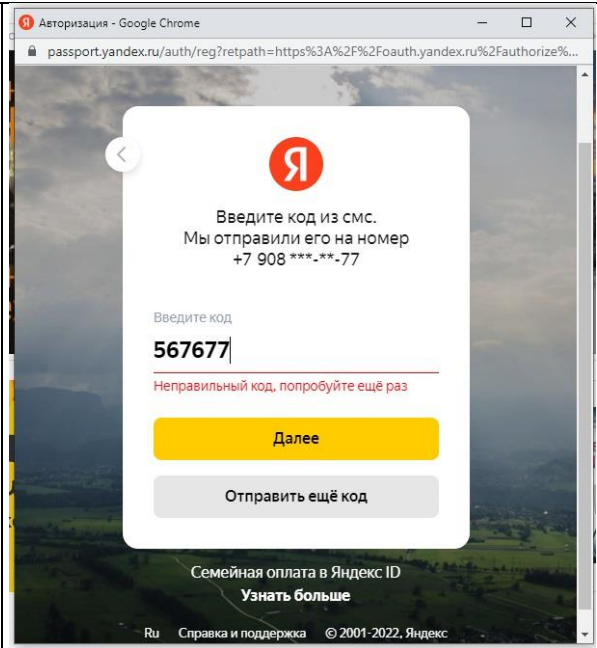 Я Авторизация - Google Chrome
passport.yandex.ru/auth/reg?retpath=https%3A%2F%2Foauth.yandex.ru%2Fauthorize%...
Я
Введите код из смс.
Мы отправили его на номер
+7 908 ***-**-77
Введите код
567677
Неправильный код, попробуйте ещё раз
Далее
Отправить ещё код
Семейная оплата в Яндекс ID
Узнать больше
Ru Справка и поддержка © 2001-2022, Яндекс